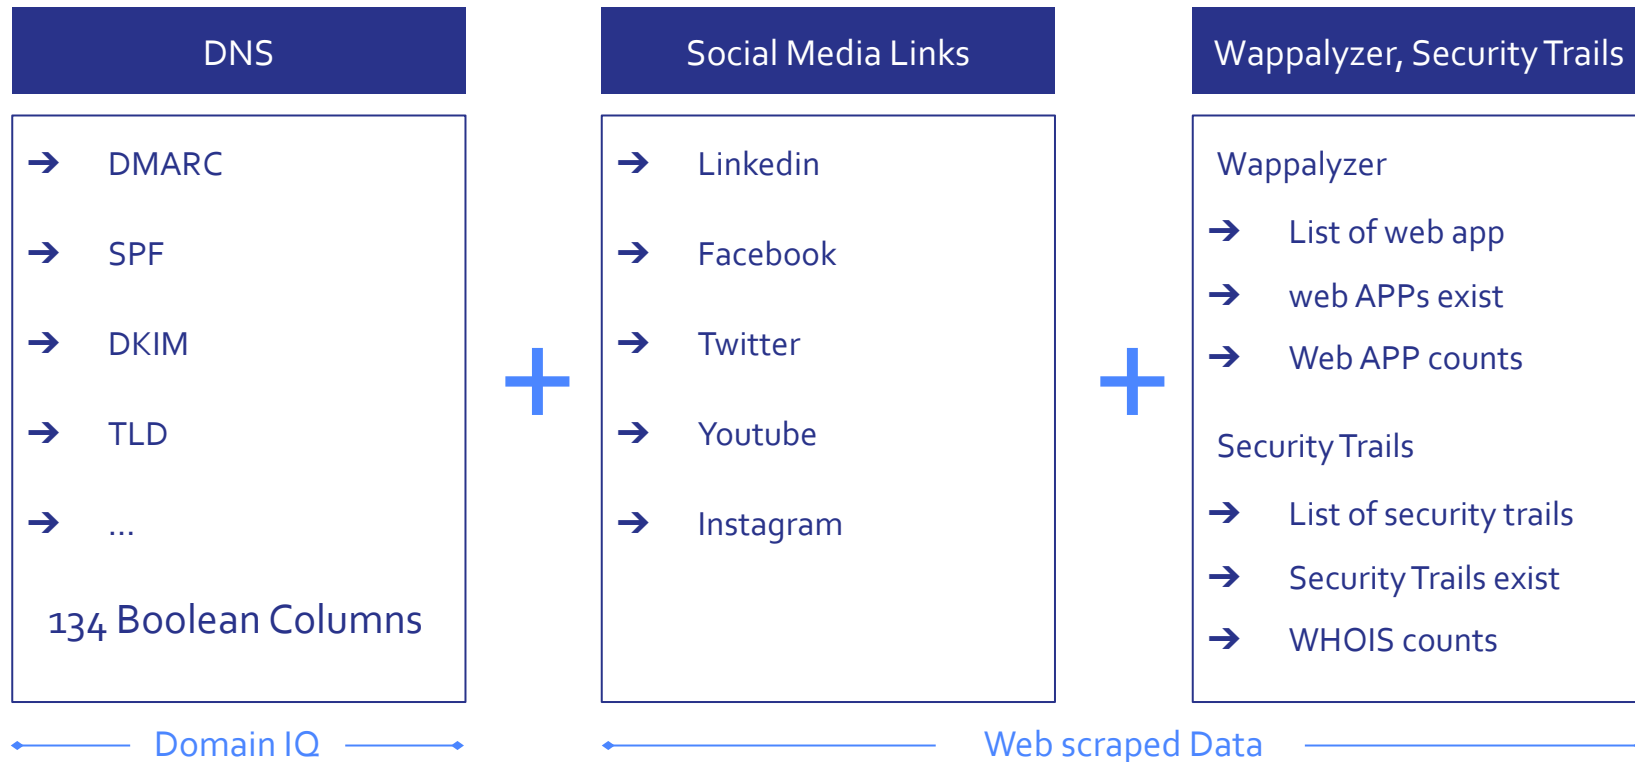 DNS
DMARC
SPF
DKIM
TLD
...
134 Boolean Columns
Domain IQ
Social Media Links
Linkedin
Facebook
Twitter
Youtube
Instagram
Wappalyzer, Security Trails
Wappalyzer
List of web app
web APPs exist
Web APP counts
Security Trails
List of security trails
Security Trails exist
WHOIS counts
Web scraped Data